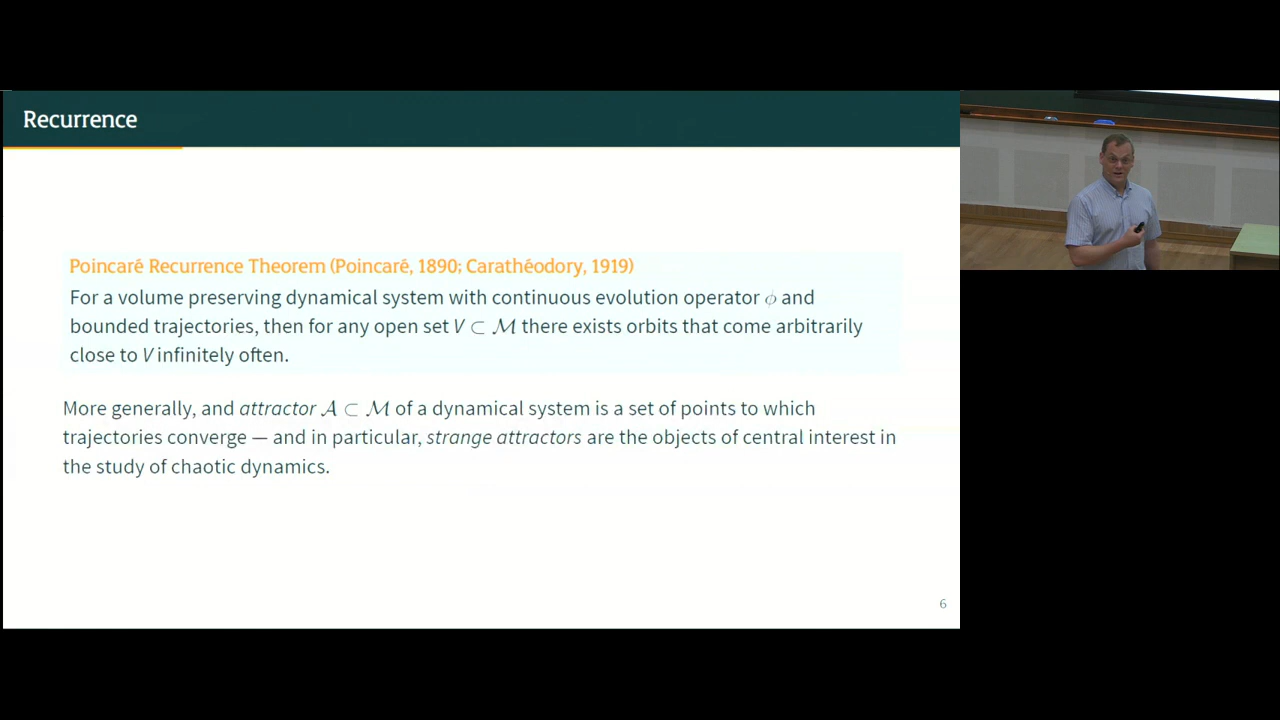 Recurrence
Poincaré Recurrence Theorem (Poincaré, 1890; Carathéodory, 1919)
For a volume preserving dynamical system with continuous evolution operator ϕ and
bounded trajectories, then for any open set V ⊂ ℳ there exists orbits that come arbitrarily
close to V infinitely often.
More generally, and attractor 𝒜 ⊂ ℳ of a dynamical system is a set of points to which
trajectories converge — and in particular, strange attractors are the objects of central interest in
the study of chaotic dynamics.
6